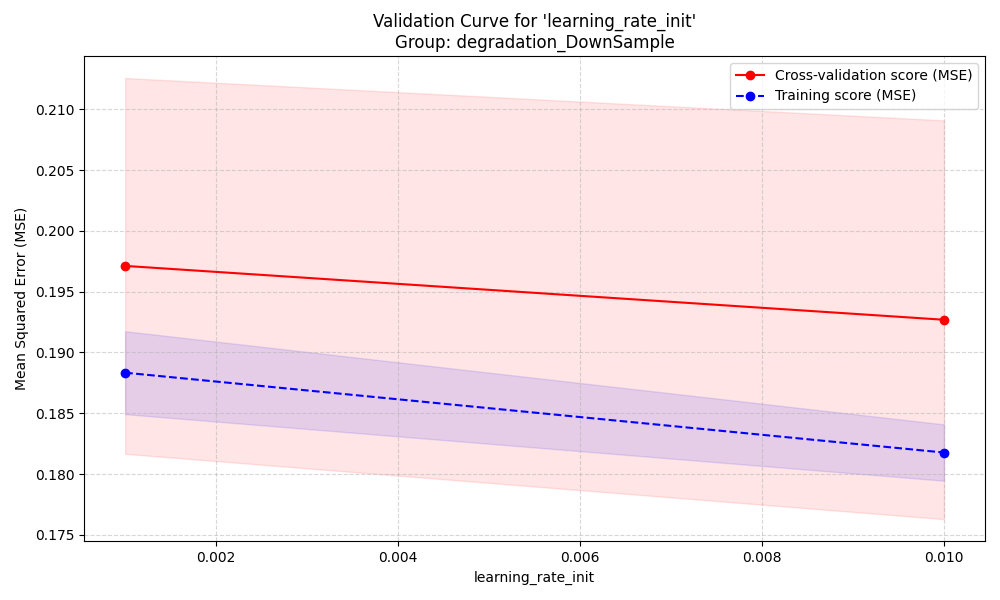 Validation Curve for 'learning_rate_init'
Group: degradation_DownSample
Cross-validation score (MSE)
Training score (MSE)
Mean Squared Error (MSE)
0.210
0.205
0.200
0.195
0.190
0.185
0.180
0.175
0.002
0.004
0.006
0.008
0.010
learning_rate_init